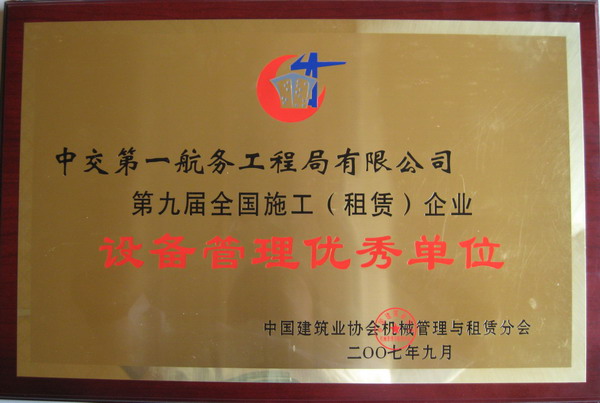 中交第一航务工程局有限公司
第九届全国施工（租赁）企业
设备管理优秀单位
中国建筑业协会机械管理与租赁分会
二〇〇七年九月